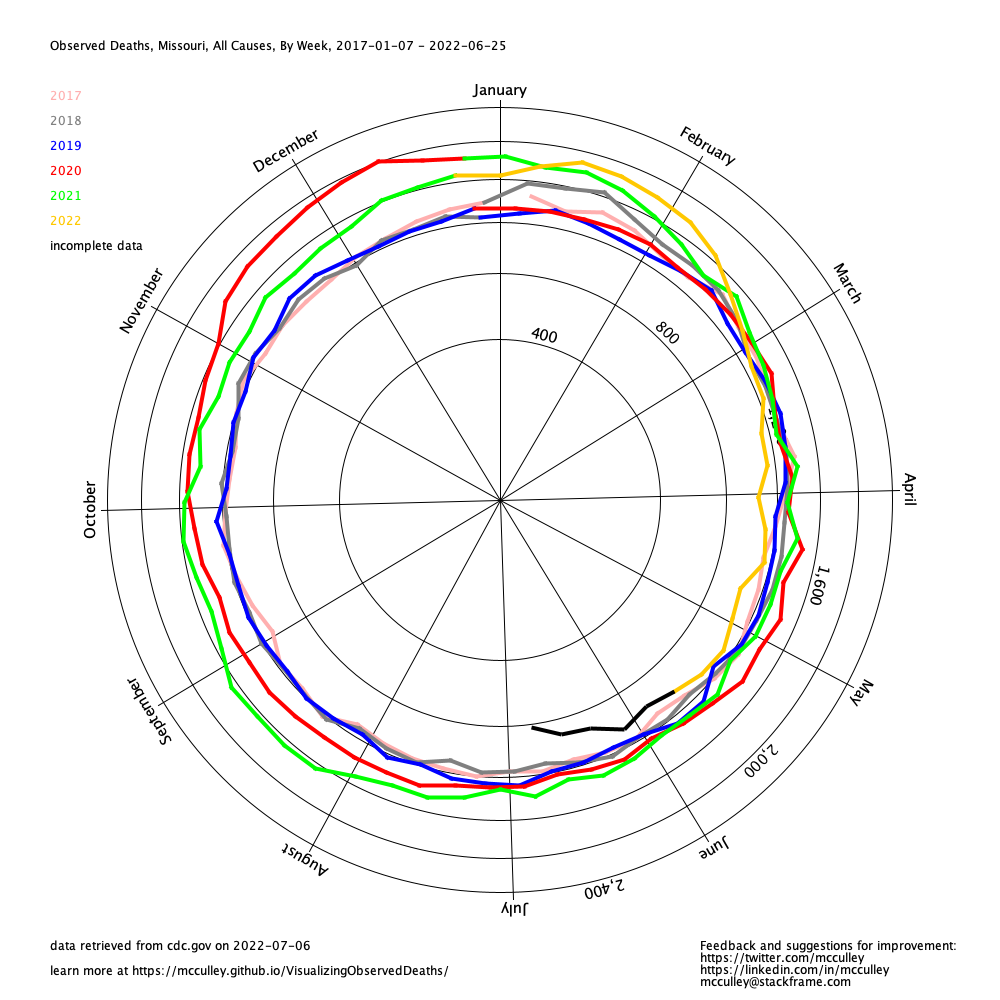 Observed Deaths, Missouri, All Causes, By Week, 2017-01-07 - 2022-06-25
2017
2018
2019
2020
2021
2022
incomplete data
January
February
March
April
May
June
July
August
September
October
November
December
400
800
1,600
2,000
2,400
data retrieved from cdc.gov on 2022-07-06
learn more at https://mcculley.github.io/VisualizingObservedDeaths/
Feedback and suggestions for improvement:
https://twitter.com/mcculley
https://linkedin.com/in/mcculley
mcculley@stackframe.com